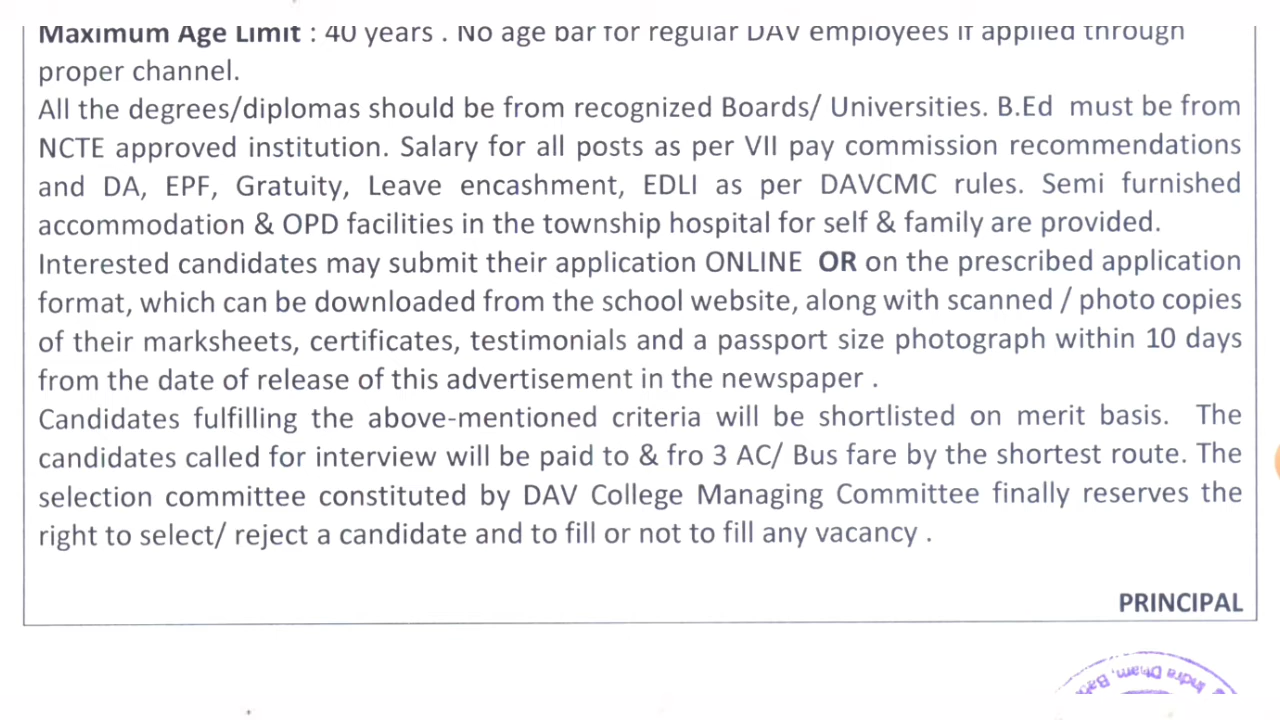 Maximum Age Limit : 40 years . No age bar for regular DAV employees if applied through
proper channel.
All the degrees/diplomas should be from recognized Boards/ Universities. B.Ed must be from
NCTE approved institution. Salary for all posts as per VII pay commission recommendations
and DA, EPF, Gratuity, Leave encashment, EDLI as per DAVCMC rules. Semi furnished
accommodation & OPD facilities in the township hospital for self & family are provided.
Interested candidates may submit their application ONLINE OR on the prescribed application
format, which can be downloaded from the school website, along with scanned / photo copies
of their marksheets, certificates, testimonials and a passport size photograph within 10 days
from the date of release of this advertisement in the newspaper .
Candidates fulfilling the above-mentioned criteria will be shortlisted on merit basis. The
candidates called for interview will be paid to & fro 3 AC/ Bus fare by the shortest route. The
selection committee constituted by DAV College Managing Committee finally reserves the
right to select/ reject a candidate and to fill or not to fill any vacancy .
PRINCIPAL
Indra Dham,